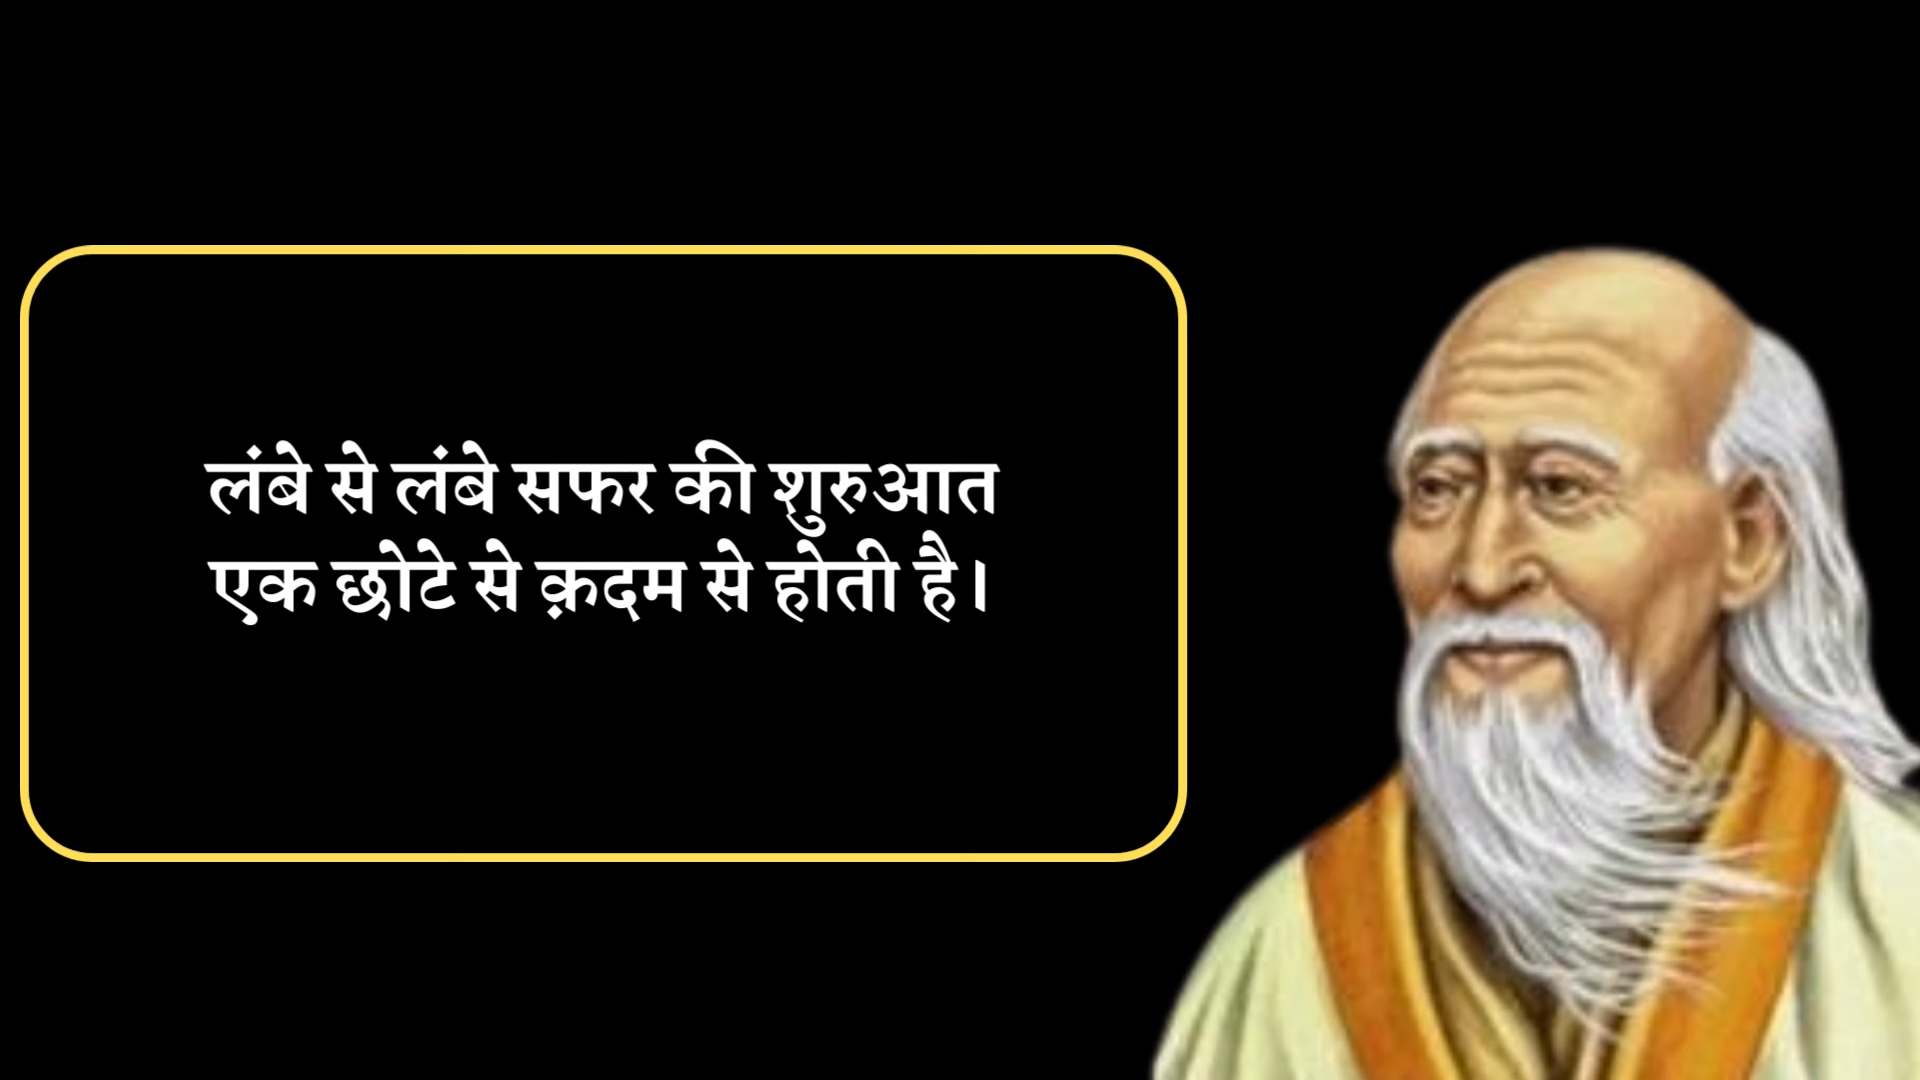 लंबे से लंबे सफर की शुरुआत
एक छोटे से क़दम से होती है।